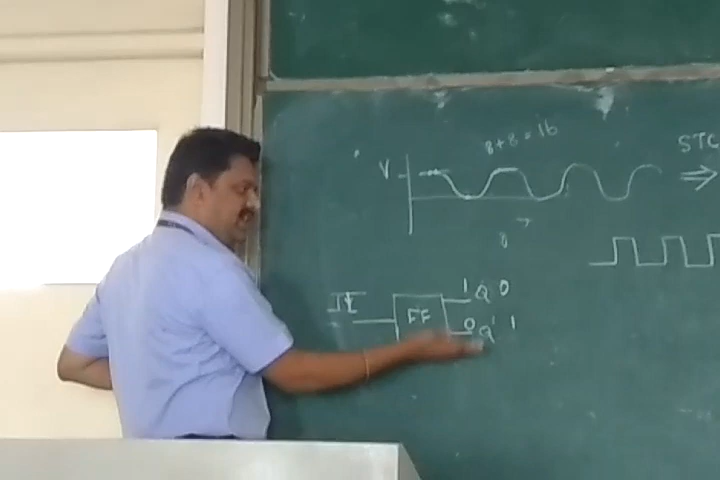 8+8=16
STC
V
8
1 Q 0
FF
0 Q' 1